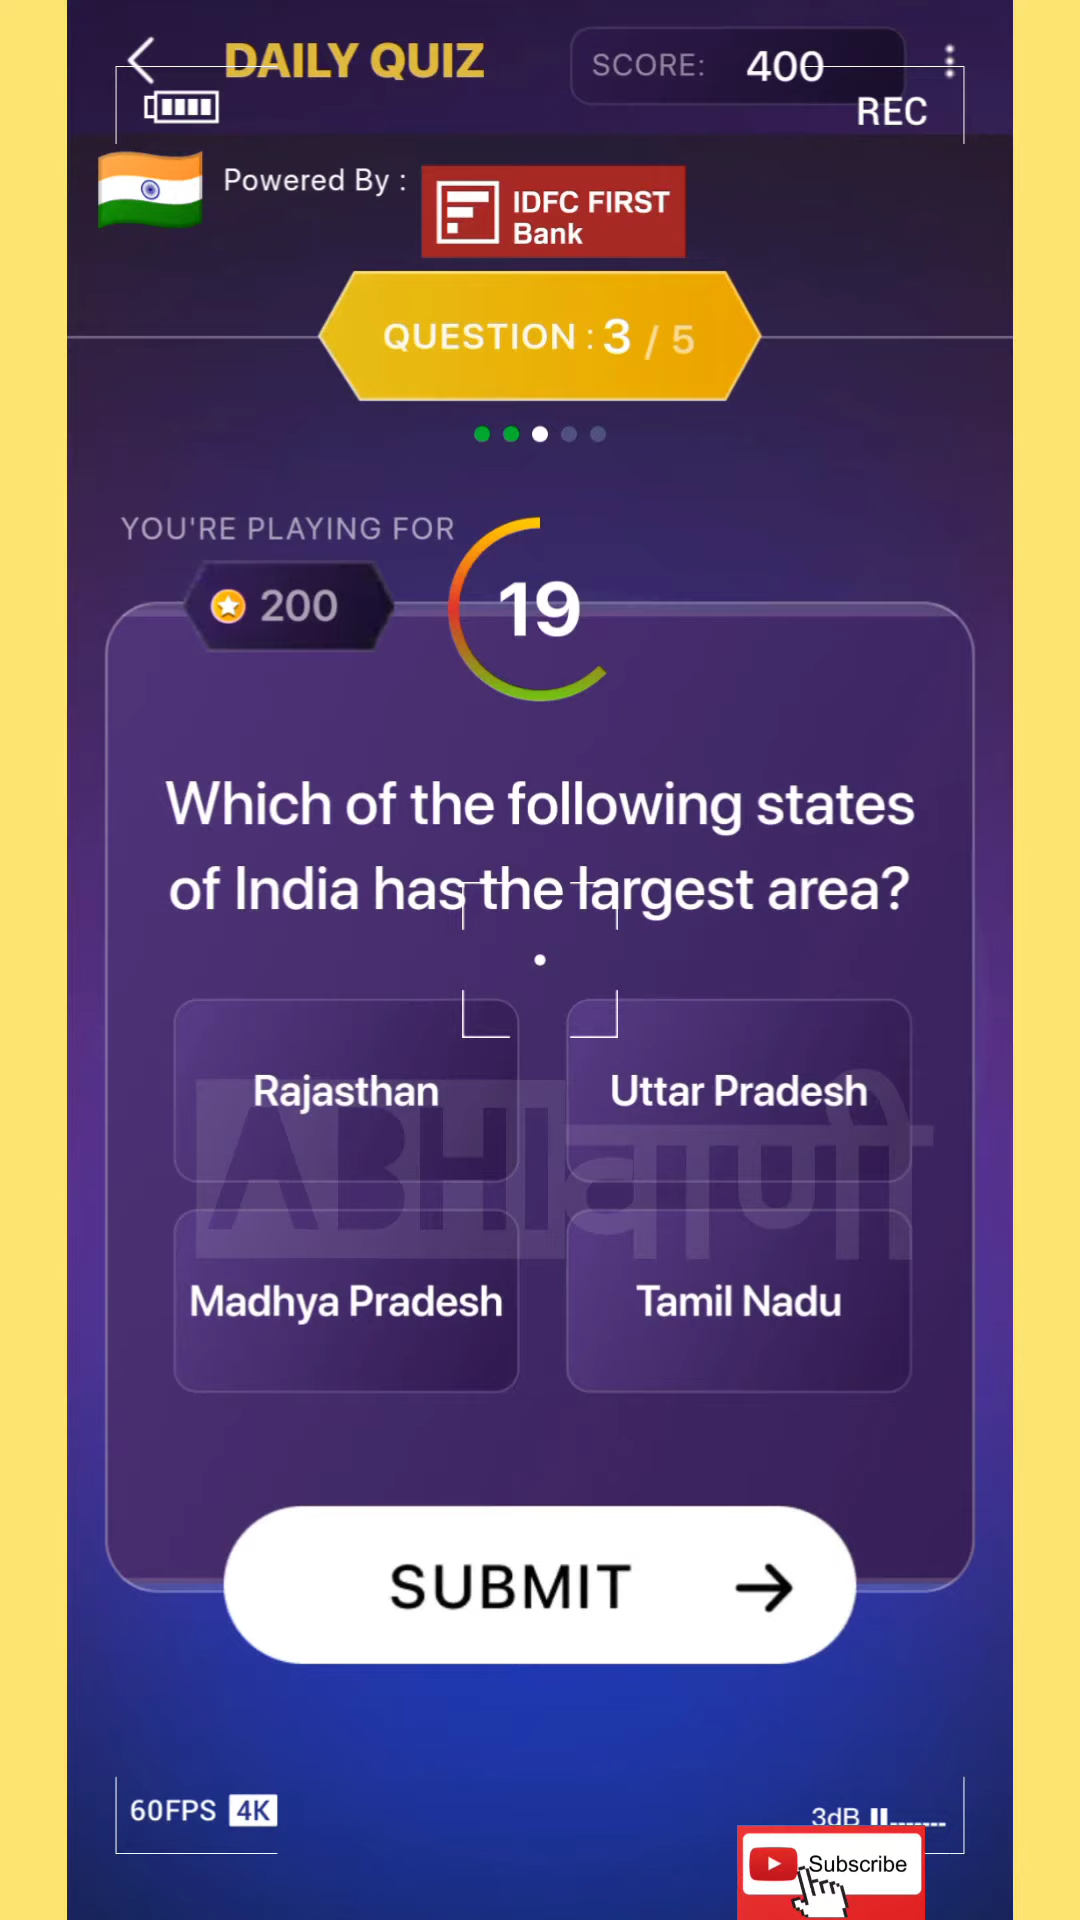 DAILY QUIZ
SCORE: 400
REC
Powered By :
IDFC FIRST
Bank
QUESTION : 3 / 5
YOU'RE PLAYING FOR
200
19
Which of the following states
of India has the largest area?
Rajasthan
Uttar Pradesh
ABHIवाणी
Madhya Pradesh
Tamil Nadu
SUBMIT
60FPS 4K
3dB
Subscribe